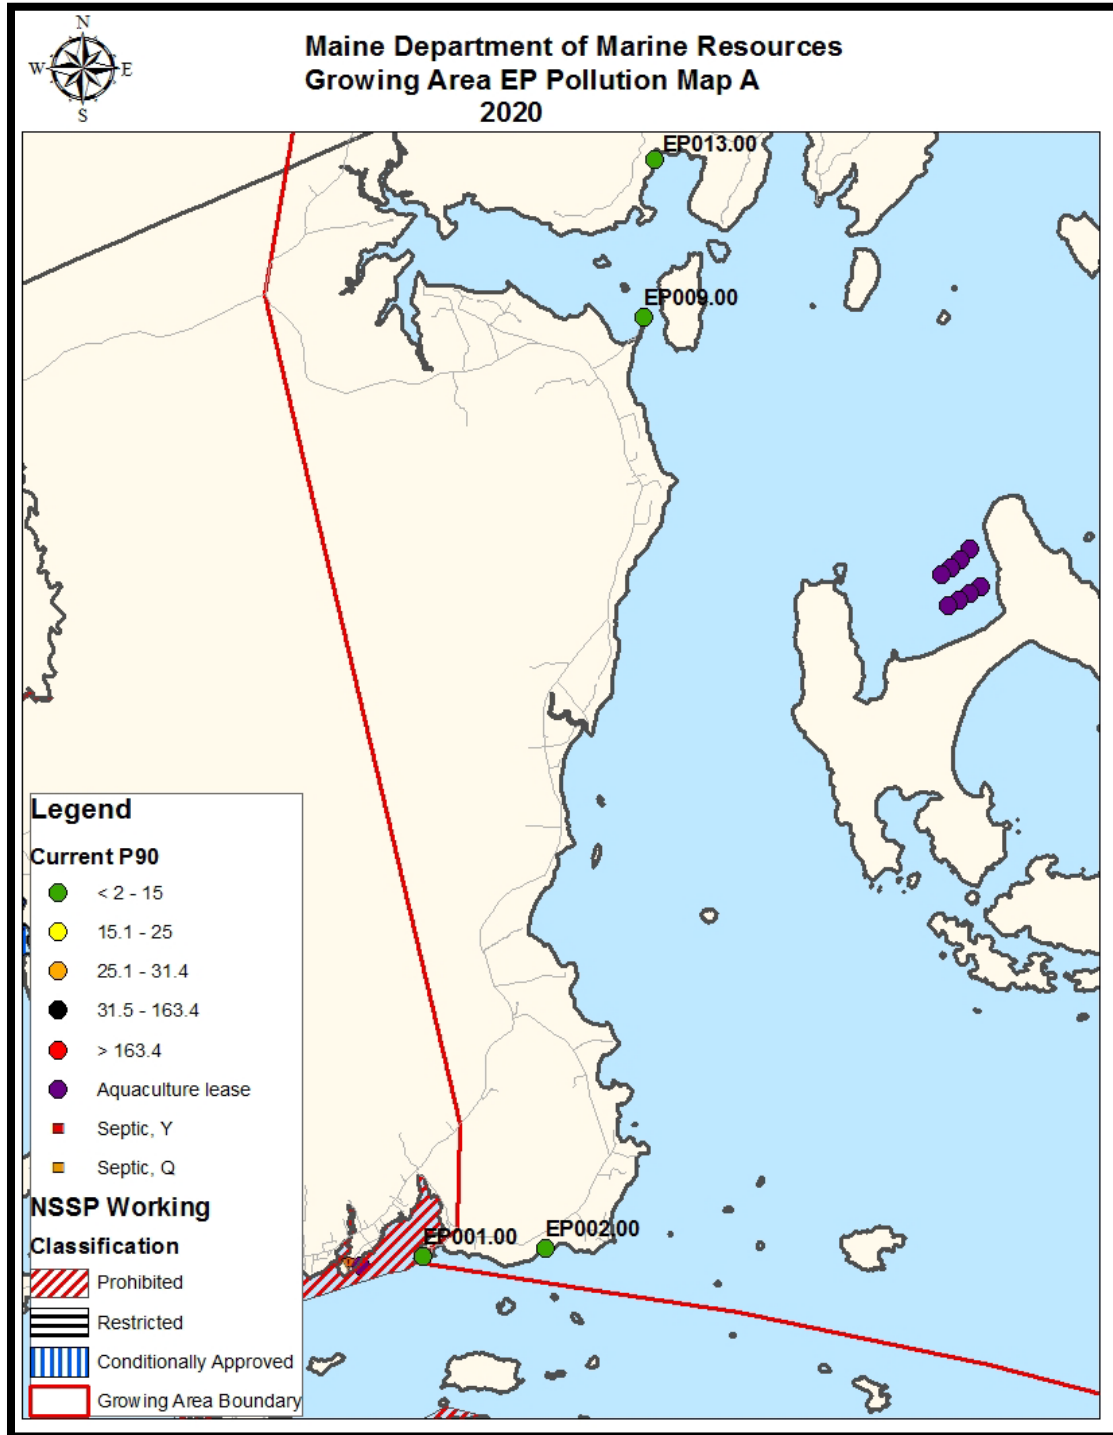 N
W E
S
Maine Department of Marine Resources
Growing Area EP Pollution Map A
2020
EP013.00
EP009.00
Legend
Current P90
< 2 - 15
15.1 - 25
25.1 - 31.4
31.5 - 163.4
> 163.4
Aquaculture lease
Septic, Y
Septic, Q
NSSP Working
Classification
Prohibited
Restricted
Conditionally Approved
Growing Area Boundary
EP001.00
EP002.00